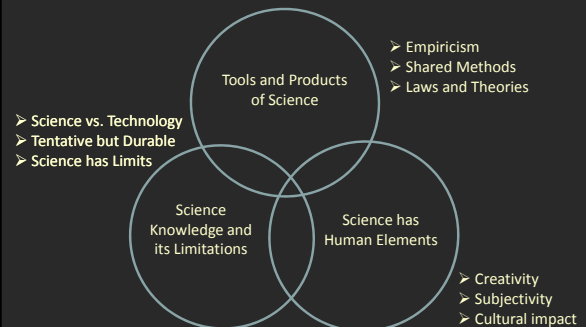 ➢ Empiricism
➢ Shared Methods
➢ Laws and Theories
Tools and Products
of Science
➢ Science vs. Technology
➢ Tentative but Durable
➢ Science has Limits
Science
Knowledge and
its Limitations
Science has
Human Elements
➢ Creativity
➢ Subjectivity
➢ Cultural impact